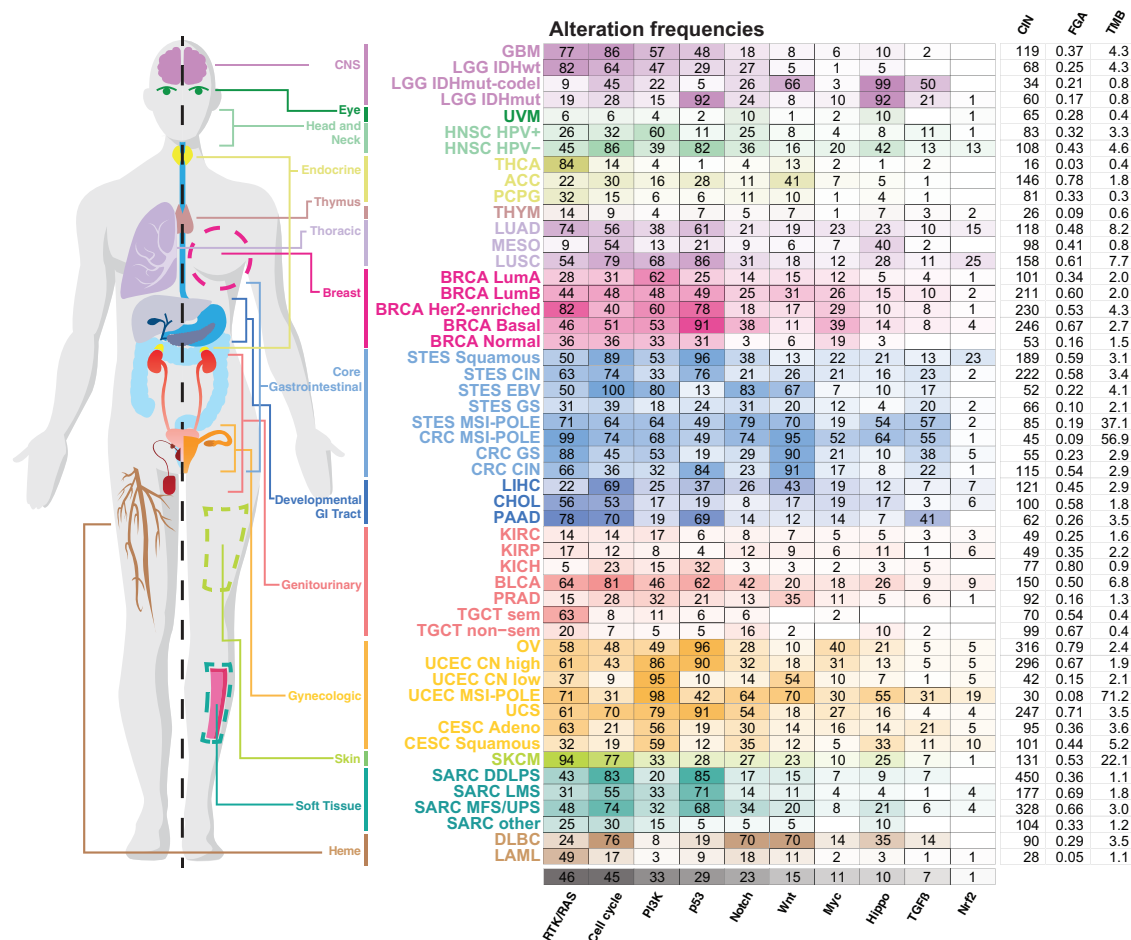 Alteration frequencies
CIN FGA TMB
CNS
Eye
Head and
Neck
Endocrine
Thymus
Thoracic
Breast
Core
Gastrointestinal
Developmental
GI Tract
Genitourinary
Gynecologic
Skin
Soft Tissue
Heme
GBM 77 86 57 48 18 8 6 10 2 119 0.37 4.3
LGG IDHwt 82 64 47 29 27 5 1 5 68 0.25 4.3
LGG IDHmut-codel 9 45 22 5 26 66 3 99 50 34 0.21 0.8
LGG IDHmut 19 28 15 92 24 8 10 92 21 1 60 0.17 0.8
UVM 6 6 4 2 10 1 2 10 1 65 0.28 0.4
HNSC HPV+ 26 32 60 11 25 8 4 8 11 1 83 0.32 3.3
HNSC HPV− 45 86 39 82 36 16 20 42 13 13 108 0.43 4.6
THCA 84 14 4 1 4 13 2 1 2 16 0.03 0.4
ACC 22 30 16 28 11 41 7 5 1 146 0.78 1.8
PCPG 32 15 6 6 11 10 1 4 1 81 0.33 0.3
THYM 14 9 4 7 5 7 1 7 3 2 26 0.09 0.6
LUAD 74 56 38 61 21 19 23 23 10 15 118 0.48 8.2
MESO 9 54 13 21 9 6 7 40 2 98 0.41 0.8
LUSC 54 79 68 86 31 18 12 28 11 25 158 0.61 7.7
BRCA LumA 28 31 62 25 14 15 12 5 4 1 101 0.34 2.0
BRCA LumB 44 48 48 49 25 31 26 15 10 2 211 0.60 2.0
BRCA Her2-enriched 82 40 60 78 18 17 29 10 8 1 230 0.53 4.3
BRCA Basal 46 51 53 91 38 11 39 14 8 4 246 0.67 2.7
BRCA Normal 36 36 33 31 3 6 19 3 53 0.16 1.5
STES Squamous 50 89 53 96 38 13 22 21 13 23 189 0.59 3.1
STES CIN 63 74 33 76 21 26 21 16 23 2 222 0.58 3.4
STES EBV 50 100 80 13 83 67 7 10 17 52 0.22 4.1
STES GS 31 39 18 24 31 20 12 4 20 2 66 0.10 2.1
STES MSI-POLE 71 64 64 49 79 70 19 54 57 2 85 0.19 37.1
CRC MSI-POLE 99 74 68 49 74 95 52 64 55 1 45 0.09 56.9
CRC GS 88 45 53 19 29 90 21 10 38 5 55 0.23 2.9
CRC CIN 66 36 32 84 23 91 17 8 22 1 115 0.54 2.9
LIHC 22 69 25 37 26 43 19 12 7 7 121 0.45 2.9
CHOL 56 53 17 19 8 17 19 17 3 6 100 0.58 1.8
PAAD 78 70 19 69 14 12 14 7 41 62 0.26 3.5
KIRC 14 14 17 6 8 7 5 5 3 3 49 0.25 1.6
KIRP 17 12 8 4 12 9 6 11 1 6 49 0.35 2.2
KICH 5 23 15 32 3 3 2 3 5 77 0.80 0.9
BLCA 64 81 46 62 42 20 18 26 9 9 150 0.50 6.8
PRAD 15 28 32 21 13 35 11 5 6 1 92 0.16 1.3
TGCT sem 63 8 11 6 6 2 70 0.54 0.4
TGCT non-sem 20 7 5 5 16 2 10 2 99 0.67 0.4
OV 58 48 49 96 28 10 40 21 5 5 316 0.79 2.4
UCEC CN high 61 43 86 90 32 18 31 13 5 5 296 0.67 1.9
UCEC CN low 37 9 95 10 14 54 10 7 1 5 42 0.15 2.1
UCEC MSI-POLE 71 31 98 42 64 70 30 55 31 19 30 0.08 71.2
UCS 61 70 79 91 54 18 27 16 4 4 247 0.71 3.5
CESC Adeno 63 21 56 19 30 14 16 14 21 5 95 0.36 3.6
CESC Squamous 32 19 59 12 35 12 5 33 11 10 101 0.44 5.2
SKCM 94 77 33 28 27 23 10 25 7 1 131 0.53 22.1
SARC DDLPS 43 83 20 85 17 15 7 9 7 450 0.36 1.1
SARC LMS 31 55 33 71 14 11 4 4 1 4 177 0.69 1.8
SARC MFS/UPS 48 74 32 68 34 20 8 21 6 4 328 0.66 3.0
SARC other 25 30 15 5 5 5 10 104 0.33 1.2
DLBC 24 76 8 19 70 70 14 35 14 90 0.29 3.5
LAML 49 17 3 9 18 11 2 3 1 1 28 0.05 1.1
46 45 33 29 23 15 11 10 7 1
RTK/RAS Cell cycle PI3K p53 Notch Wnt Myc Hippo TGFß Nrf2